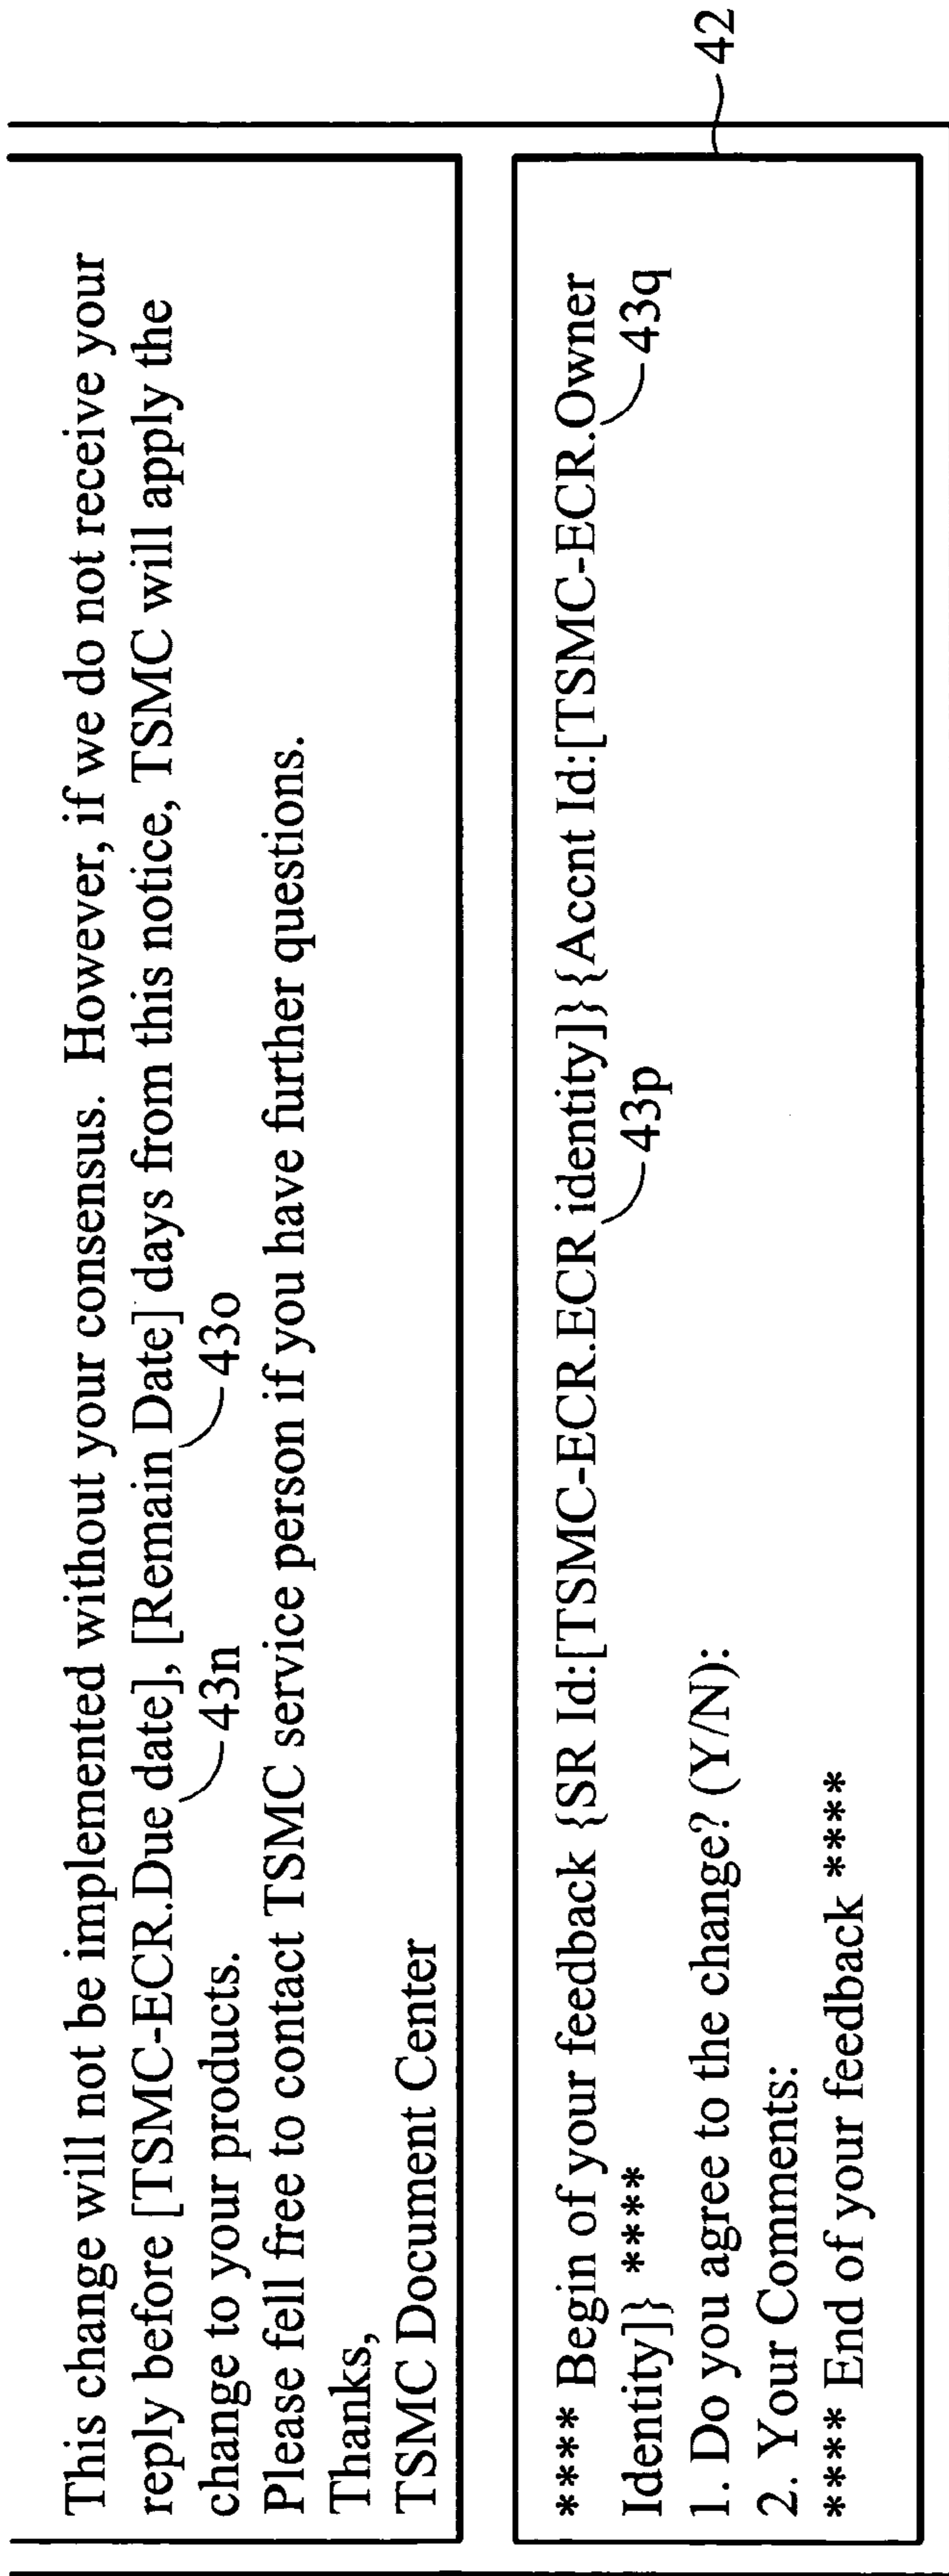 This change will not be implemented without your consensus.  However, if we do not receive your
reply before [TSMC-ECR.Due date], [Remain Date] days from this notice, TSMC will apply the
43n
43o
change to your products.
Please fell free to contact TSMC service person if you have further questions.
Thanks,
TSMC Document Center
**** Begin of your feedback {SR Id:[TSMC-ECR.ECR identity]} {Accnt Id:[TSMC-ECR.Owner
43p
43q
Identity]} ****
1. Do you agree to the change? (Y/N):
2. Your Comments:
**** End of your feedback ****
42